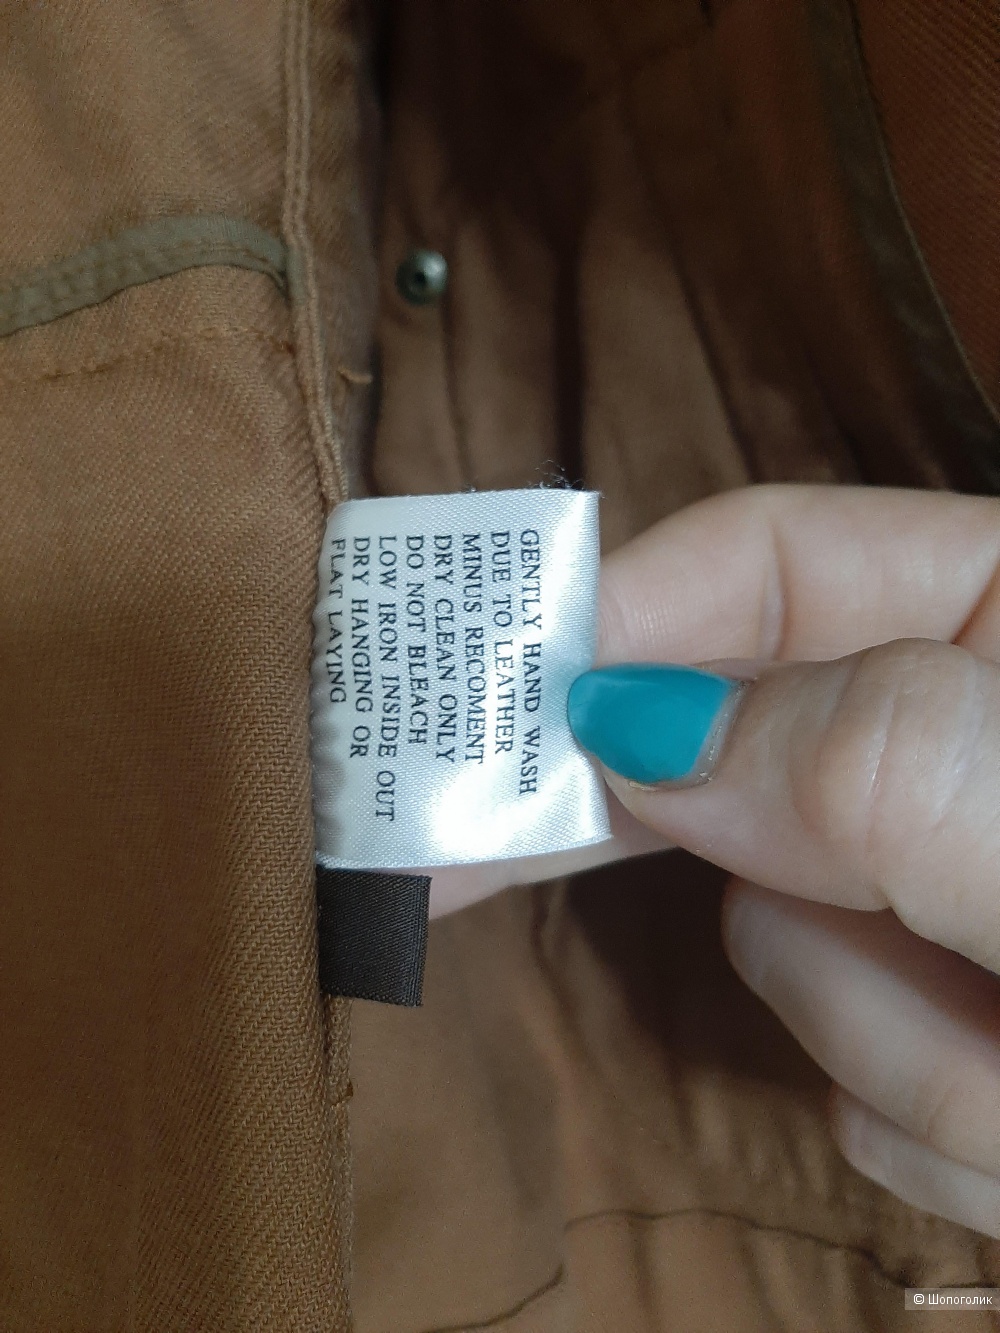 GENTLY HAND WASH
DUE TO LEATHER
MINUS RECOMENT
DRY CLEAN ONLY
DO NOT BLEACH
LOW IRON INSIDE OUT
DRY HANGING OR
FLAT LAYING
© Шопоголик